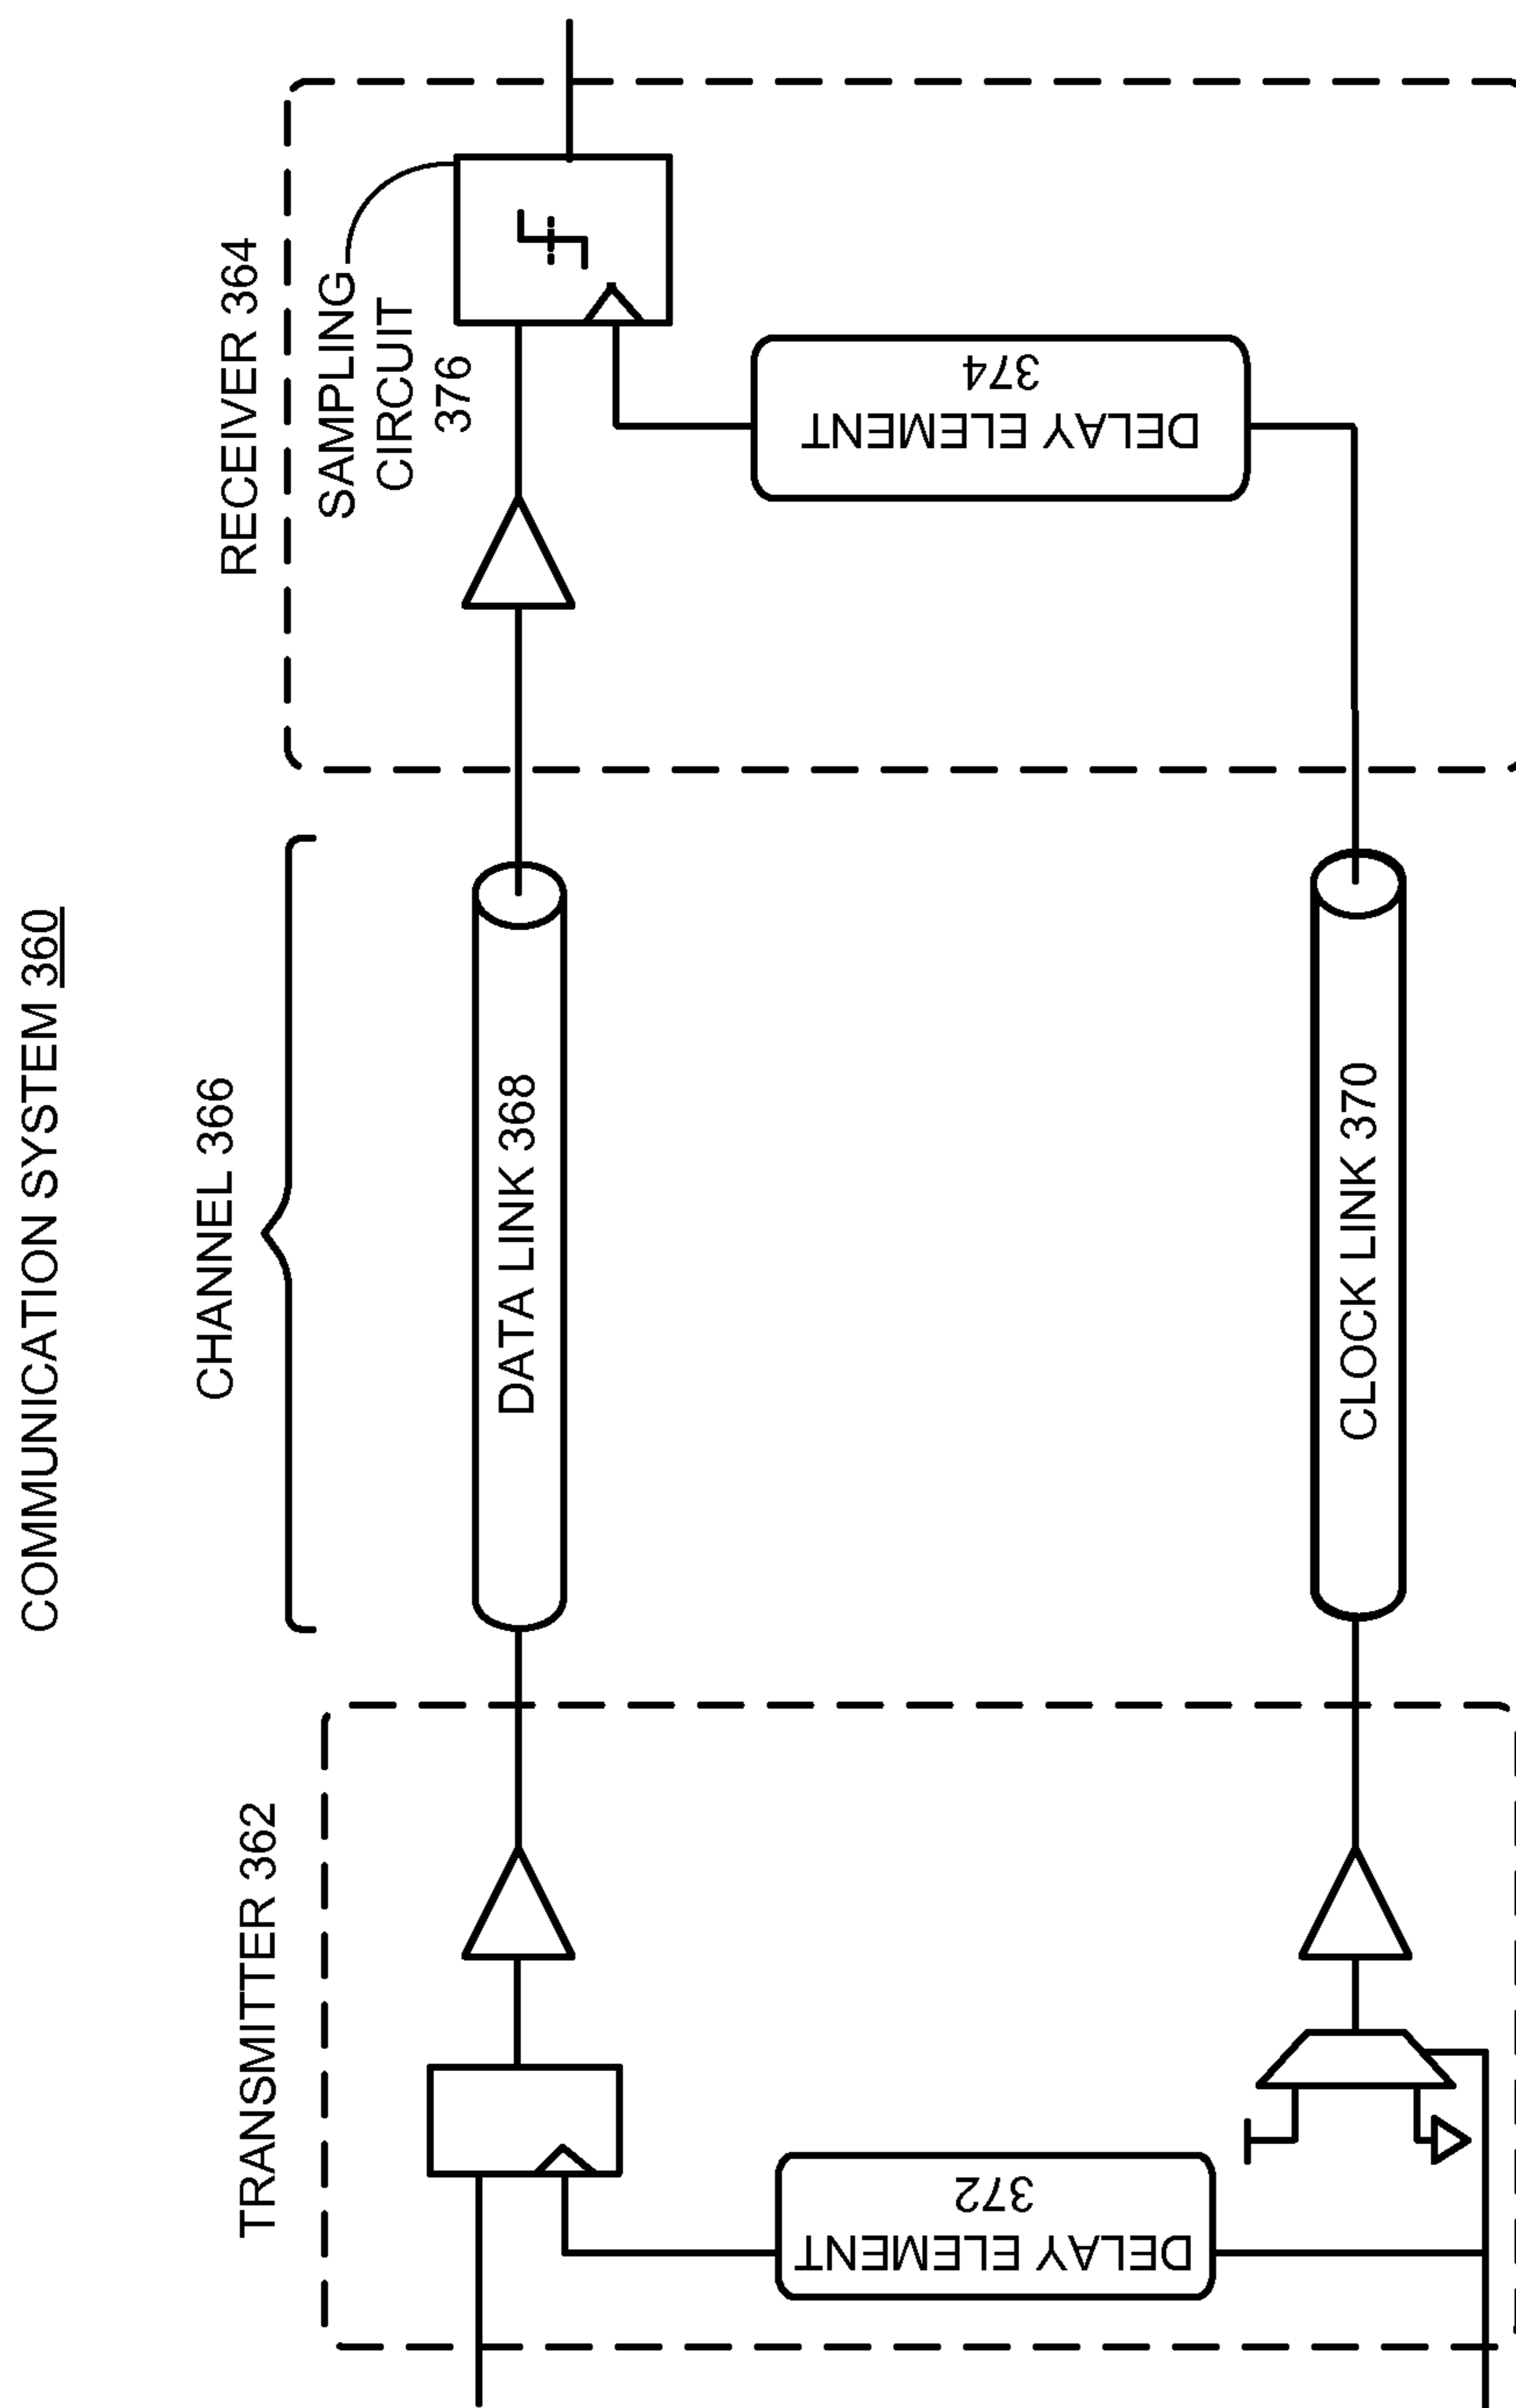 COMMUNICATION SYSTEM 360
CHANNEL 366
TRANSMITTER 362
RECEIVER 364
SAMPLING
CIRCUIT
376
DATA LINK 368
CLOCK LINK 370
DELAY ELEMENT
372
DELAY ELEMENT
374